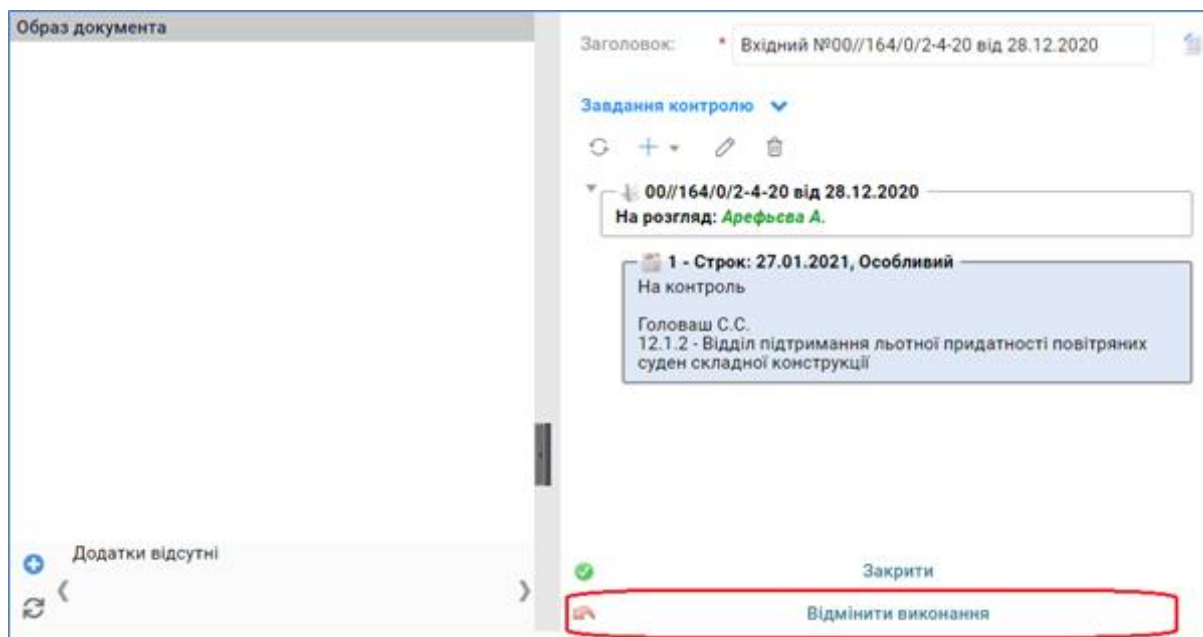 Образ документа
Заголовок: * Вхідний №00//164/0/2-4-20 від 28.12.2020
Завдання контролю
00//164/0/2-4-20 від 28.12.2020
На розгляд: Арефьєва А.
1 - Строк: 27.01.2021, Особливий
На контроль
Головаш С.С.
12.1.2 - Відділ підтримання льотної придатності повітряних
суден складної конструкції
Додатки відсутні
Закрити
Відмінити виконання